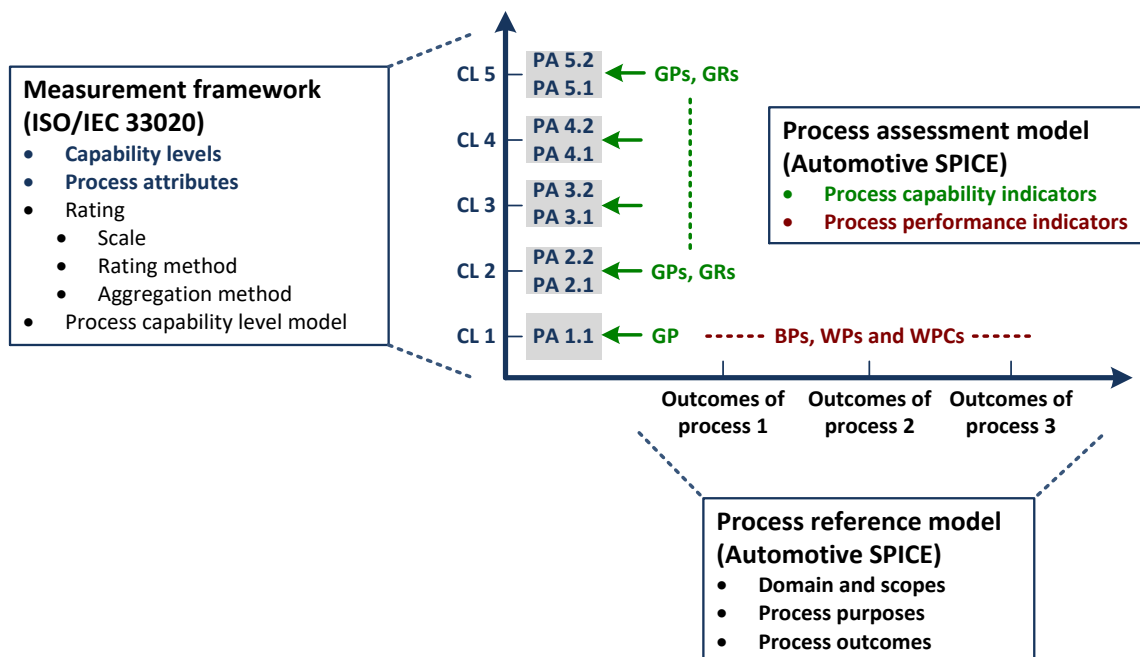 Measurement framework
(ISO/IEC 33020)
• Capability levels
• Process attributes
• Rating
• Scale
• Rating method
• Aggregation method
• Process capability level model
CL 5
PA 5.2
PA 5.1
GPs, GRs
CL 4
PA 4.2
PA 4.1
CL 3
PA 3.2
PA 3.1
CL 2
PA 2.2
PA 2.1
GPs, GRs
CL 1
PA 1.1
GP
BPs, WPs and WPCs
Outcomes of
process 1
Outcomes of
process 2
Outcomes of
process 3
Process assessment model
(Automotive SPICE)
• Process capability indicators
• Process performance indicators
Process reference model
(Automotive SPICE)
• Domain and scopes
• Process purposes
• Process outcomes